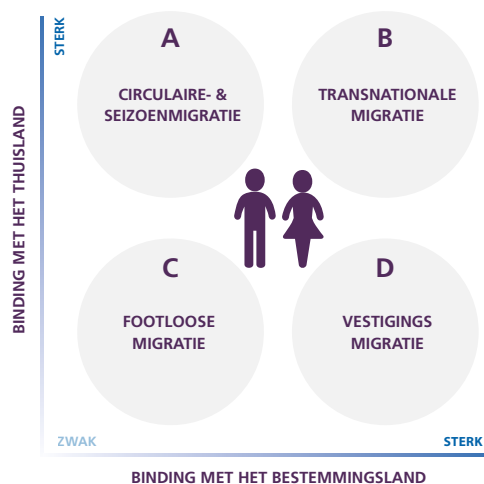 STERK
BINDING MET HET THUISLAND
A
CIRCULAIRE- &
SEIZOENMIGRATIE
B
TRANSNATIONALE
MIGRATIE
C
FOOTLOOSE
MIGRATIE
D
VESTIGINGS
MIGRATIE
ZWAK
STERK
BINDING MET HET BESTEMMINGSLAND